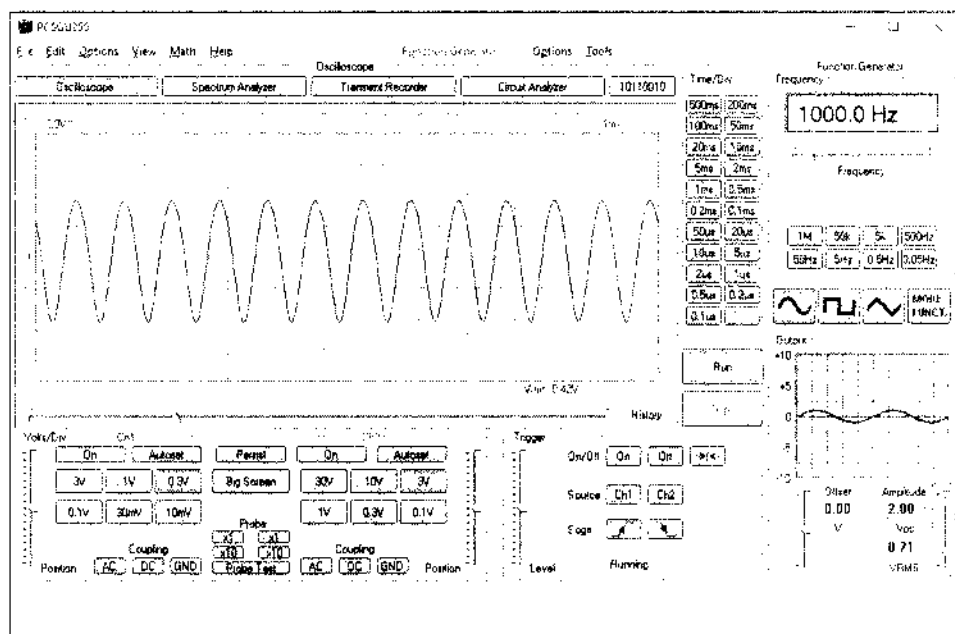 PCSGU250
Edit Options View Math Help Function Generator Options Tools
Oscilloscope Function Generator
Oscilloscope Spectrum Analyzer Transient Recorder Circuit Analyzer 10110010
Time/Div
Frequency
1000.0 Hz
Frequency
500ms 200ms
100ms 50ms
20ms 10ms
5ms 2ms
1ms 0.5ms
0.2ms 0.1ms
50us 20us
10us 5us
2us 1us
0.5us 0.2us
0.1us
1M 50k 5k 500Hz
50Hz 5Hz 0.5Hz 0.05Hz
MORE FUNCT.
Output
+10
+5
0
Run
History
Volts/Div Ch1
On Autoset Persist On Autoset
3V 1V 0.3V Big Screen 30V 10V 3V
0.1V 30mV 10mV 1V 0.3V 0.1V
Probe
x1 x1
x10 x10
Coupling Coupling
Position AC DC GND Probe Test AC DC GND Position
Trigger
On/Off On Off
Source Ch1 Ch2
Edge
Level Running
Offset Amplitude
0.00 2.00
V Vpp
0.71
VRMS